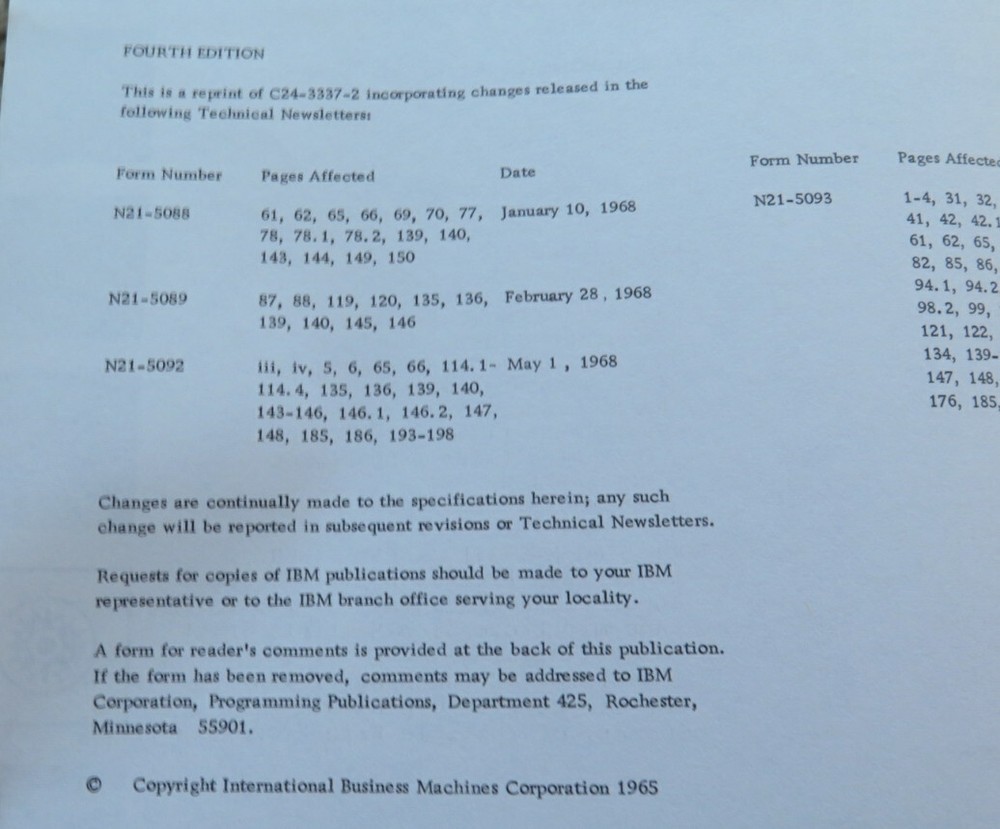 FOURTH EDITION
This is a reprint of C24-3337-2 incorporating changes released in the
following Technical Newsletters:
Form Number Pages Affected Date
N21-5088 61, 62, 65, 66, 69, 70, 77, January 10, 1968
78, 78.1, 78.2, 139, 140,
143, 144, 149, 150
N21-5089 87, 88, 119, 120, 135, 136, February 28, 1968
139, 140, 145, 146
N21-5092 iii, iv, 5, 6, 65, 66, 114.1- May 1, 1968
114.4, 135, 136, 139, 140,
143-146, 146.1, 146.2, 147,
148, 185, 186, 193-198
Form Number Pages Affected
N21-5093 1-4, 31, 32,
41, 42, 42.1
61, 62, 65,
82, 85, 86,
94.1, 94.2
98.2, 99,
121, 122,
134, 139-
147, 148,
176, 185,
Changes are continually made to the specifications herein; any such
change will be reported in subsequent revisions or Technical Newsletters.
Requests for copies of IBM publications should be made to your IBM
representative or to the IBM branch office serving your locality.
A form for reader's comments is provided at the back of this publication.
If the form has been removed, comments may be addressed to IBM
Corporation, Programming Publications, Department 425, Rochester,
Minnesota 55901.
© Copyright International Business Machines Corporation 1965